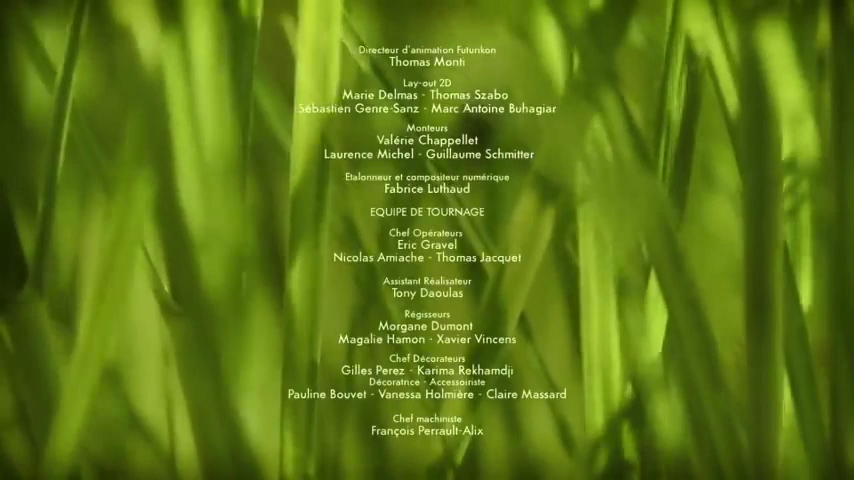 Directeur d'animation Futurikon
Thomas Monti
Lay-out 2D
Marie Delmas - Thomas Szabo
Sébastien Genre-Sanz - Marc Antoine Buhagiar
Monteurs
Valérie Chappellet
Laurence Michel - Guillaume Schmitter
Etalonneur et compositeur numérique
Fabrice Luthaud
EQUIPE DE TOURNAGE
Chef Opérateurs
Eric Gravel
Nicolas Amiache - Thomas Jacquet
Assistant Réalisateur
Tony Daoulas
Régisseurs
Morgane Dumont
Magalie Hamon - Xavier Vincens
Chef Décorateurs
Gilles Perez - Karima Rekhamdji
Décoratrice - Accessoiriste
Pauline Bouvet - Vanessa Holmière - Claire Massard
Chef machiniste
François Perrault-Alix